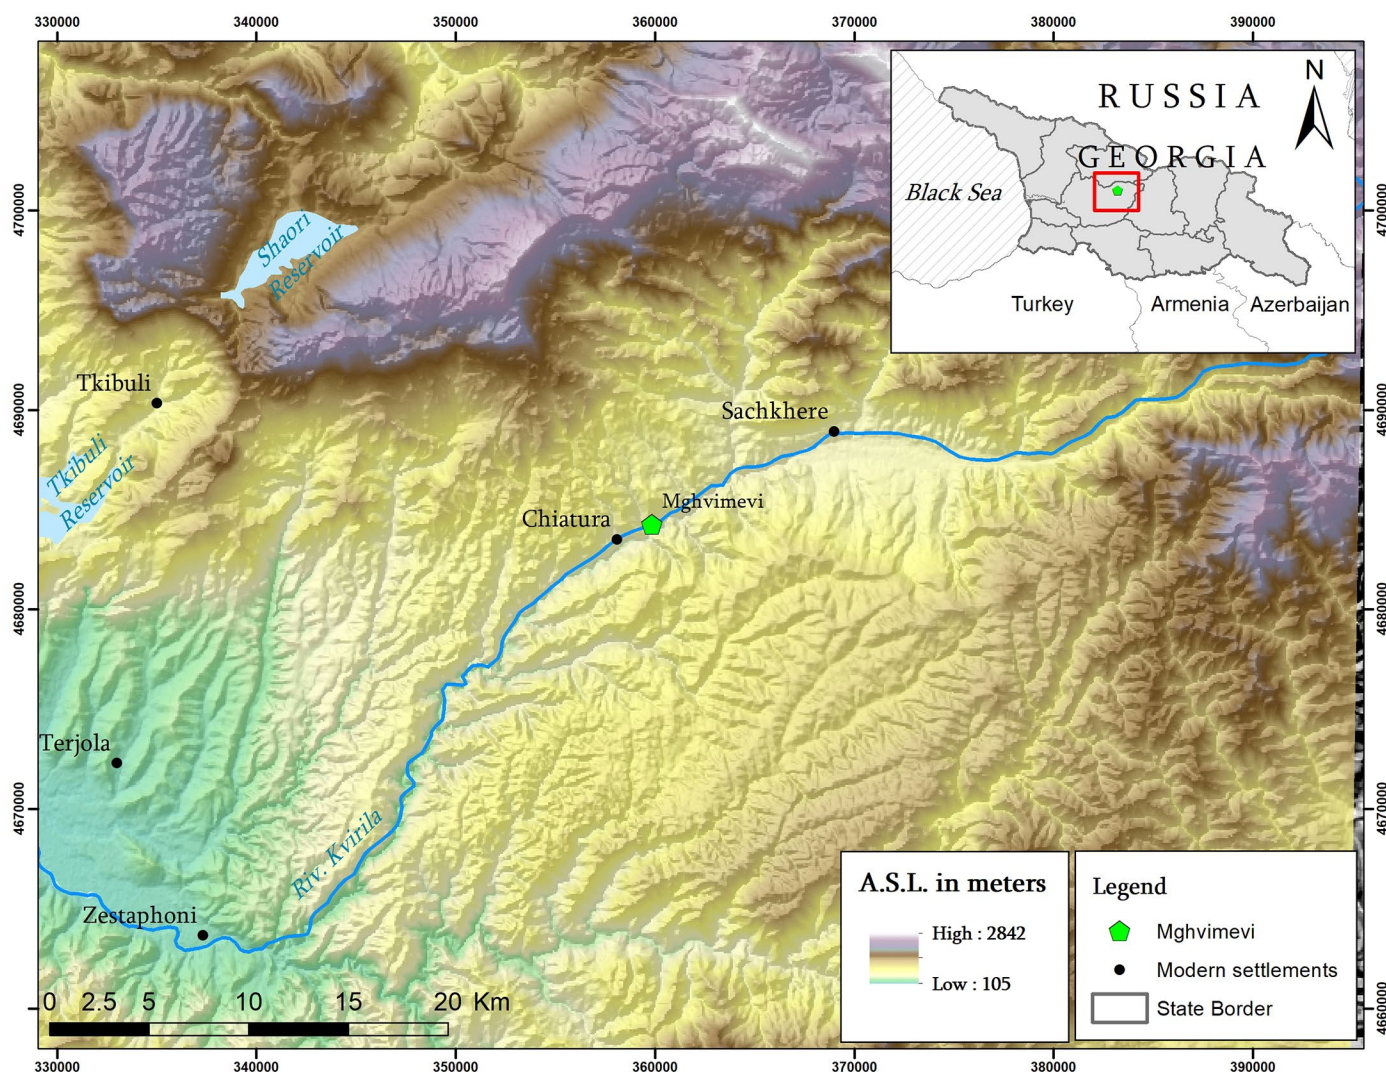 330000 340000 350000 360000 370000 380000 390000
N
RUSSIA
GEORGIA
Black Sea
Turkey
Armenia
Azerbaijan
4700000
4700000
Shaori
Reservoir
Tkibuli
4690000
4690000
Sachkhere
Tkibuli
Reservoir
Mghvimevi
Chiatura
4680000
4680000
Terjola
4670000
4670000
Riv. Kvirila
Zestaphoni
A.S.L. in meters
High : 2842
Low : 105
Legend
Mghvimevi
Modern settlements
State Border
0 2.5 5 10 15 20 Km
4660000
4660000
330000 340000 350000 360000 370000 380000 390000